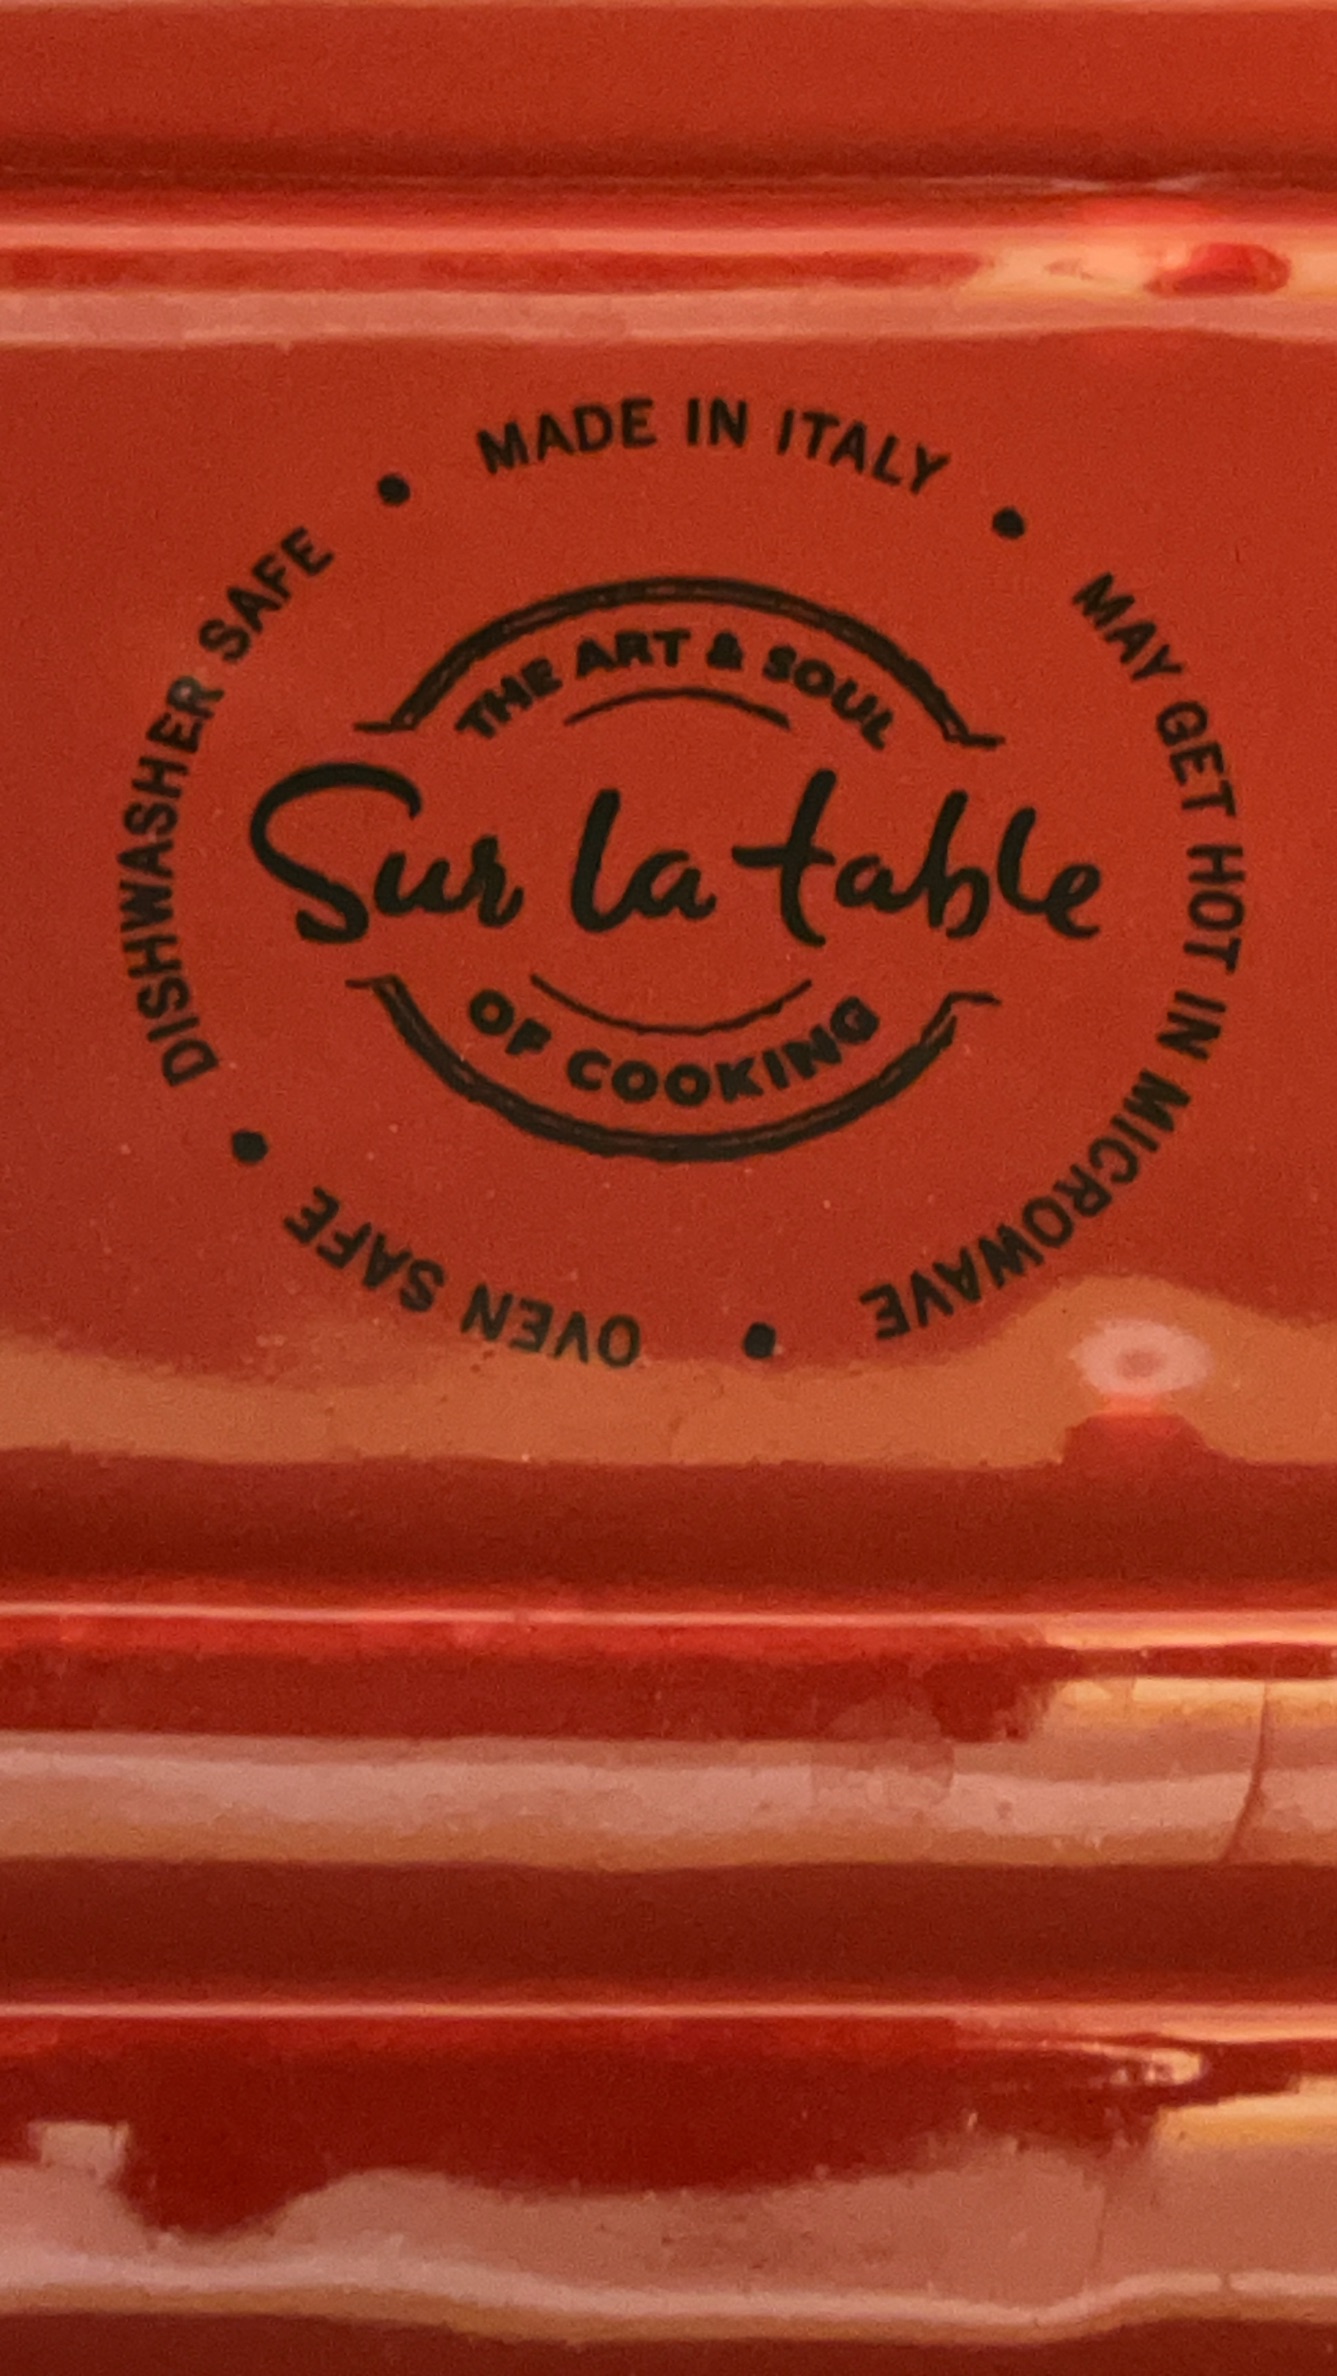 MADE IN ITALY • MAY GET HOT IN MICROWAVE • OVEN SAFE • DISHWASHER SAFE •
THE ART & SOUL
Sur la table
OF COOKING